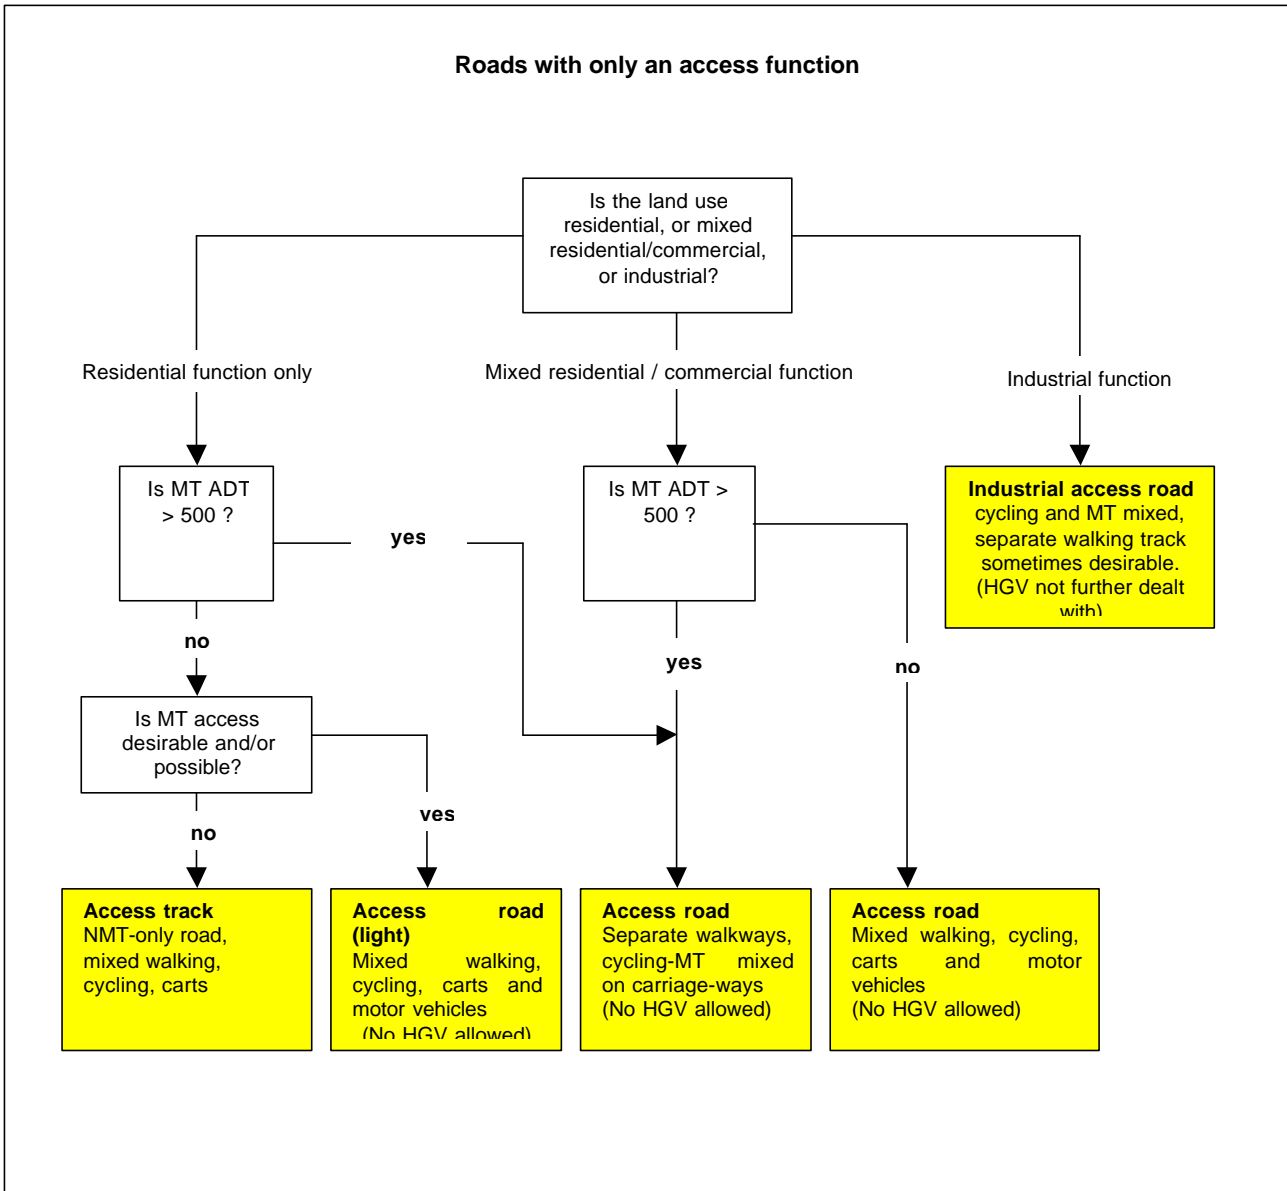 Roads with only an access function
Is the land use
residential, or mixed
residential/commercial,
or industrial?
Residential function only
Mixed residential / commercial function
Industrial function
Is MT ADT
> 500 ?
yes
Is MT ADT >
500 ?
Industrial access road
cycling and MT mixed,
separate walking track
sometimes desirable.
(HGV not further dealt
with)
no
yes
no
Is MT access
desirable and/or
possible?
no
yes
Access track
NMT-only road,
mixed walking,
cycling, carts
Access road
(light)
Mixed walking,
cycling, carts and
motor vehicles
(No HGV allowed)
Access road
Separate walkways,
cycling-MT mixed
on carriage-ways
(No HGV allowed)
Access road
Mixed walking, cycling,
carts and motor
vehicles
(No HGV allowed)